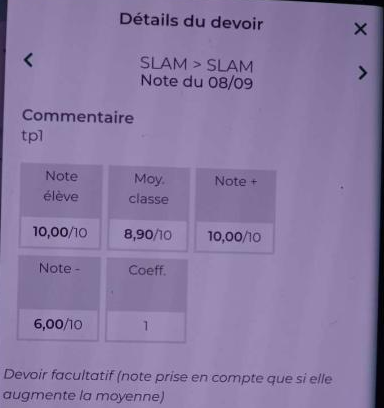 Détails du devoir
SLAM > SLAM
Note du 08/09
Commentaire
tp1
Note
élève
Moy.
classe
Note +
10,00/10
8,90/10
10,00/10
Note -
Coeff.
6,00/10
1
Devoir facultatif (note prise en compte que si elle
augmente la moyenne)